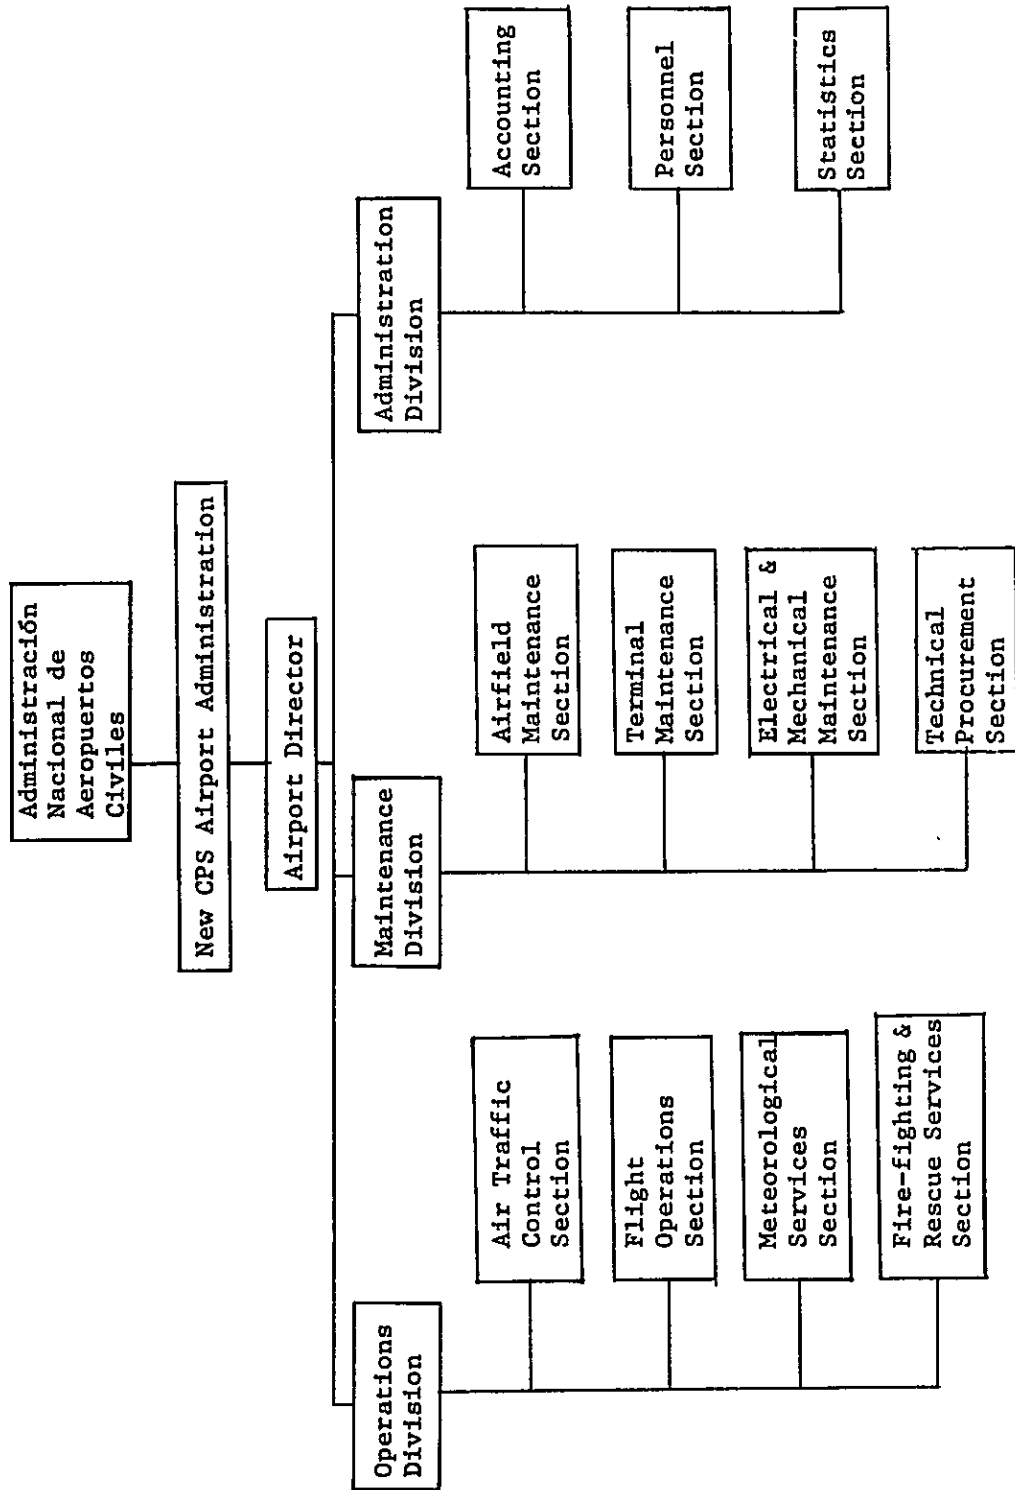 Administración
Nacional de
Aeropuertos
Civiles
New CPS Airport Administration
Airport Director
Operations
Division
Maintenance
Division
Administration
Division
Air Traffic
Control
Section
Flight
Operations
Section
Meteorological
Services
Section
Fire-fighting &
Rescue Services
Section
Airfield
Maintenance
Section
Terminal
Maintenance
Section
Electrical &
Mechanical
Maintenance
Section
Technical
Procurement
Section
Accounting
Section
Personnel
Section
Statistics
Section